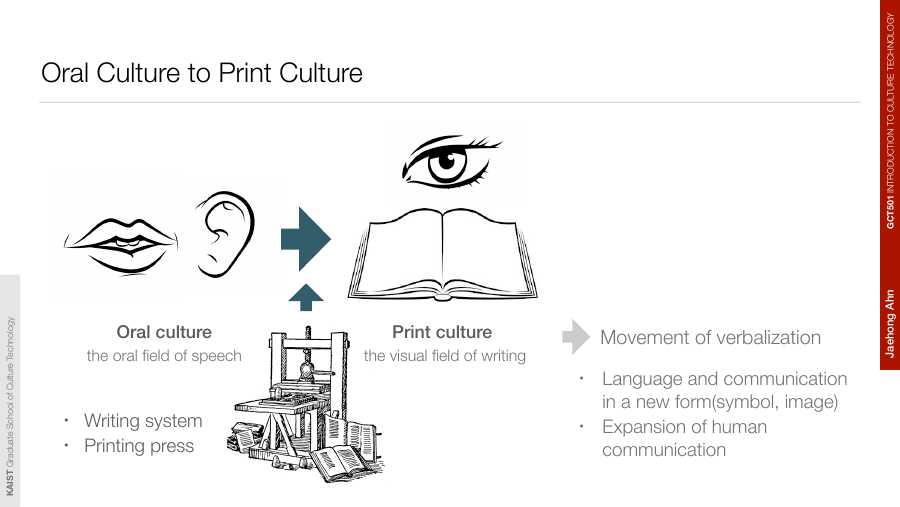 Oral Culture to Print Culture
Oral culture
the oral field of speech
Print culture
the visual field of writing
• Writing system
• Printing press
Movement of verbalization
• Language and communication
in a new form(symbol, image)
• Expansion of human
communication
GCT501 INTRODUCTION TO CULTURE TECHNOLOGY
Jaehong Ahn
KAIST Graduate School of Culture Technology